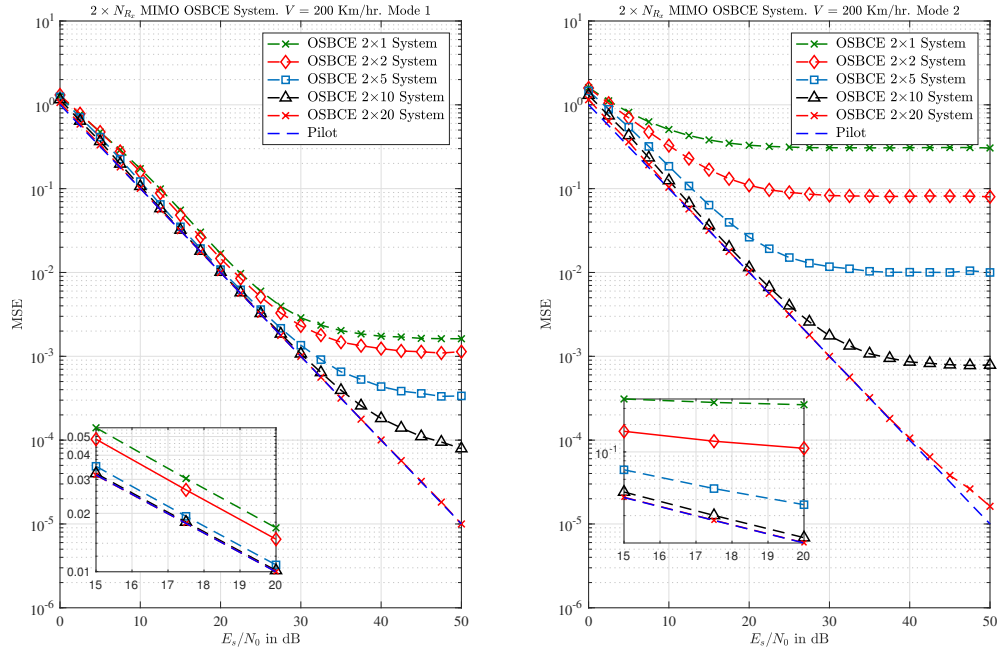 2 × N_{R_x} MIMO OSBCE System. V = 200 Km/hr. Mode 1
10^1
10^0
10^{-1}
10^{-2}
10^{-3}
10^{-4}
10^{-5}
10^{-6}
MSE
OSBCE 2×1 System
OSBCE 2×2 System
OSBCE 2×5 System
OSBCE 2×10 System
OSBCE 2×20 System
Pilot
0.05
0.04
0.03
0.02
0.01
15 16 17 18 19 20
0 10 20 30 40 50
E_s/N_0 in dB
2 × N_{R_x} MIMO OSBCE System. V = 200 Km/hr. Mode 2
10^1
10^0
10^{-1}
10^{-2}
10^{-3}
10^{-4}
10^{-5}
10^{-6}
MSE
OSBCE 2×1 System
OSBCE 2×2 System
OSBCE 2×5 System
OSBCE 2×10 System
OSBCE 2×20 System
Pilot
10^{-1}
15 16 17 18 19 20
0 10 20 30 40 50
E_s/N_0 in dB